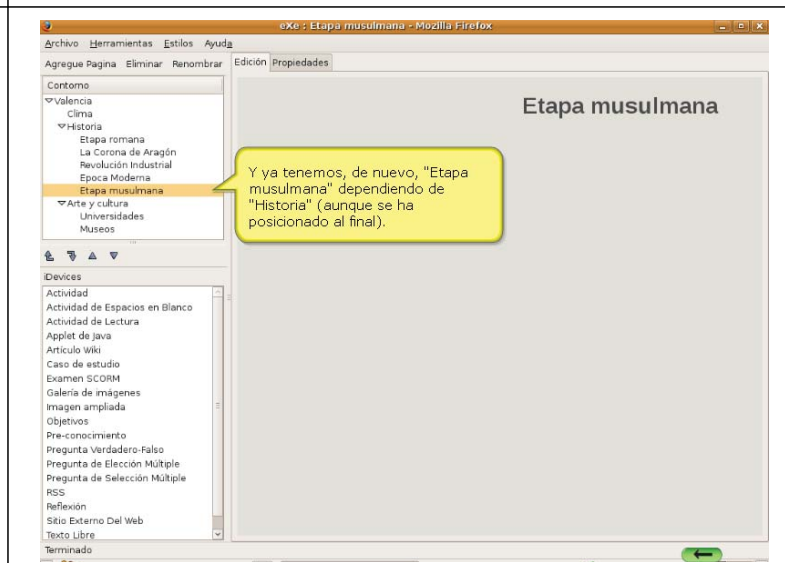 eXe : Etapa musulmana - Mozilla Firefox
Archivo Herramientas Estilos Ayuda
Agregue Pagina Eliminar Renombrar
Edición Propiedades
Contorno
Valencia
Clima
Historia
Etapa romana
La Corona de Aragón
Revolución Industrial
Epoca Moderna
Etapa musulmana
Arte y cultura
Universidades
Museos
Etapa musulmana
Y ya tenemos, de nuevo, "Etapa
musulmana" dependiendo de
"Historia" (aunque se ha
posicionado al final).
iDevices
Actividad
Actividad de Espacios en Blanco
Actividad de Lectura
Applet de Java
Artículo Wiki
Caso de estudio
Examen SCORM
Galería de imágenes
Imagen ampliada
Objetivos
Pre-conocimiento
Pregunta Verdadero-Falso
Pregunta de Elección Múltiple
Pregunta de Selección Múltiple
RSS
Reflexión
Sitio Externo Del Web
Texto Libre
Terminado